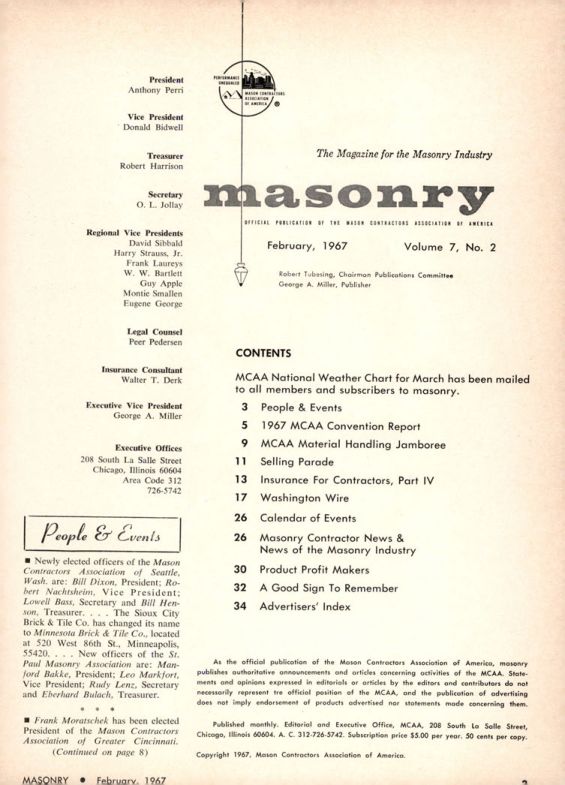 President
Anthony Perri
Vice President
Donald Bidwell
Treasurer
Robert Harrison
Secretary
O. L. Jollay
Regional Vice Presidents
David Sibbald
Harry Strauss, Jr.
Frank Laureys
W. W. Bartlett
Guy Apple
Montie Smallen
Eugene George
Legal Counsel
Peer Pedersen
Insurance Consultant
Walter T. Derk
Executive Vice President
George A. Miller
Executive Offices
208 South La Salle Street
Chicago, Illinois 60604
Area Code 312
726-5742
People & Events
■ Newly elected officers of the Mason
Contractors Association of Seattle,
Wash. are: Bill Dixon, President; Ro-
bert Nachtsheim, Vice President;
Lowell Bass, Secretary and Bill Hen-
son, Treasurer. . . . The Sioux City
Brick & Tile Co. has changed its name
to Minnesota Brick & Tile Co., located
at 520 West 86th St., Minneapolis,
55420. . . . New officers of the St.
Paul Masonry Association are: Man-
ford Bakke, President; Leo Markfort,
Vice President; Rudy Lenz, Secretary
and Eberhard Bulach, Treasurer.
* * *
■ Frank Moratschek has been elected
President of the Mason Contractors
Association of Greater Cincinnati.
(Continued on page 8)
PERFORMANCE
UNEQUALED
MASON CONTRACTORS
ASSOCIATION
OF AMERICA
®
The Magazine for the Masonry Industry
masonry
OFFICIAL PUBLICATION OF THE MASON CONTRACTORS ASSOCIATION OF AMERICA
February, 1967 Volume 7, No. 2
Robert Tubesing, Chairman Publications Committee
George A. Miller, Publisher
CONTENTS
MCAA National Weather Chart for March has been mailed
to all members and subscribers to masonry.
3 People & Events
5 1967 MCAA Convention Report
9 MCAA Material Handling Jamboree
11 Selling Parade
13 Insurance For Contractors, Part IV
17 Washington Wire
26 Calendar of Events
26 Masonry Contractor News &
News of the Masonry Industry
30 Product Profit Makers
32 A Good Sign To Remember
34 Advertisers' Index
As the official publication of the Mason Contractors Association of America, masonry
publishes authoritative announcements and articles concerning activities of the MCAA. State-
ments and opinions expressed in editorials or articles by the editors and contributors do not
necessarily represent tre official position of the MCAA, and the publication of advertising
does not imply endorsement of products advertised nor statements made concerning them.
Published monthly. Editorial and Executive Office, MCAA, 208 South La Salle Street,
Chicago, Illinois 60604. A. C. 312-726-5742. Subscription price $5.00 per year. 50 cents per copy.
Copyright 1967, Mason Contractors Association of America.
MASONRY ● February, 1967